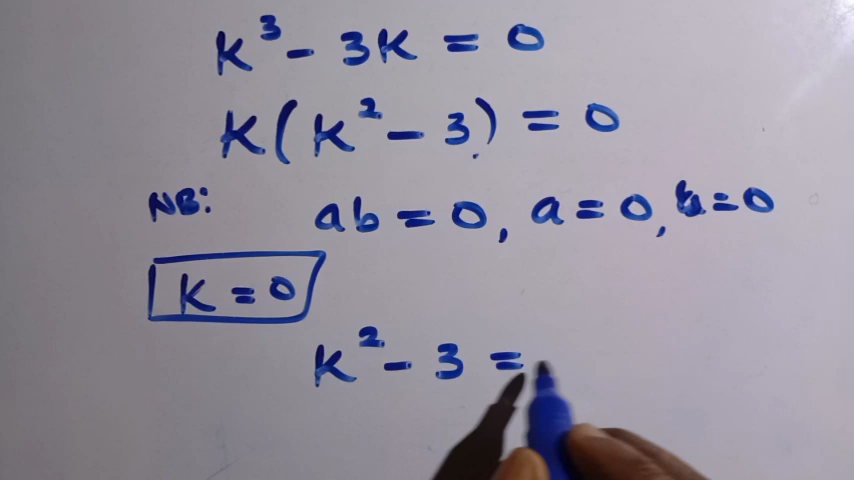 k³ - 3k = 0
k(k² - 3) = 0
NB: ab = 0, a = 0, b = 0
k = 0
k² - 3 =